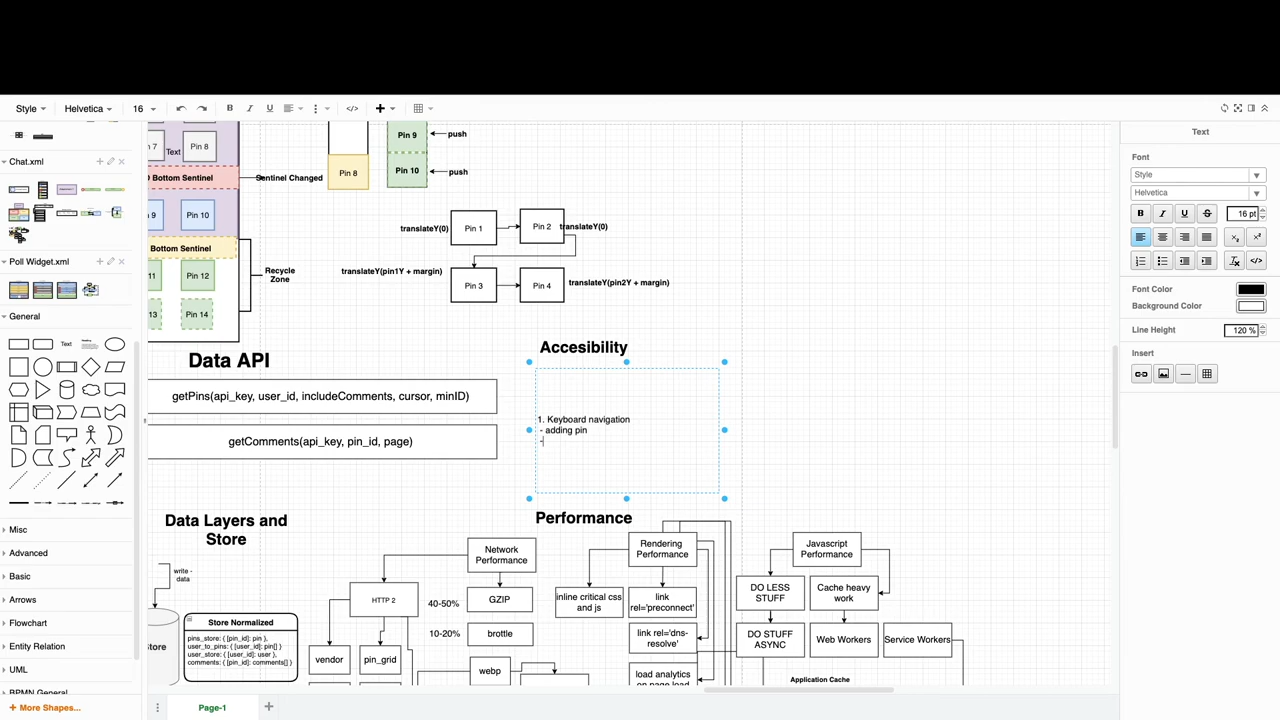 Style
Helvetica
16
B
I
U
</>
Chat.xml
Poll Widget.xml
General
Text
Heading
Misc
Advanced
Basic
Arrows
Flowchart
Entity Relation
UML
BPMN General
+ More Shapes...
Page-1
7
Text
Pin 8
Bottom Sentinel
9
Pin 10
Bottom Sentinel
11
Pin 12
13
Pin 14
Recycle
Zone
Sentinel Changed
Pin 8
Pin 9
push
Pin 10
push
translateY(0)
Pin 1
Pin 2
translateY(0)
translateY(pin1Y + margin)
Pin 3
Pin 4
translateY(pin2Y + margin)
Data API
getPins(api_key, user_id, includeComments, cursor, minID)
getComments(api_key, pin_id, page)
Accesibility
1. Keyboard navigation
- adding pin
-
Data Layers and
Store
write -
data
Store
Store Normalized
pins_store: { [pin_id]: pin },
user_to_pins: { [user_id]: pin[] }
user_store: { [user_id]: user },
comments: { [pin_id]: comments[] }
Performance
Network
Performance
HTTP 2
40-50%
GZIP
10-20%
brottle
vendor
pin_grid
webp
Rendering
Performance
inline critical css
and js
link
rel='preconnect'
link rel='dns-
resolve'
load analytics
on page load
Javascript
Performance
DO LESS
STUFF
Cache heavy
work
DO STUFF
ASYNC
Web Workers
Service Workers
Application Cache
Text
Font
Style
Helvetica
B
I
U
S
16 pt
</>
Font Color
Background Color
Line Height
120 %
Insert